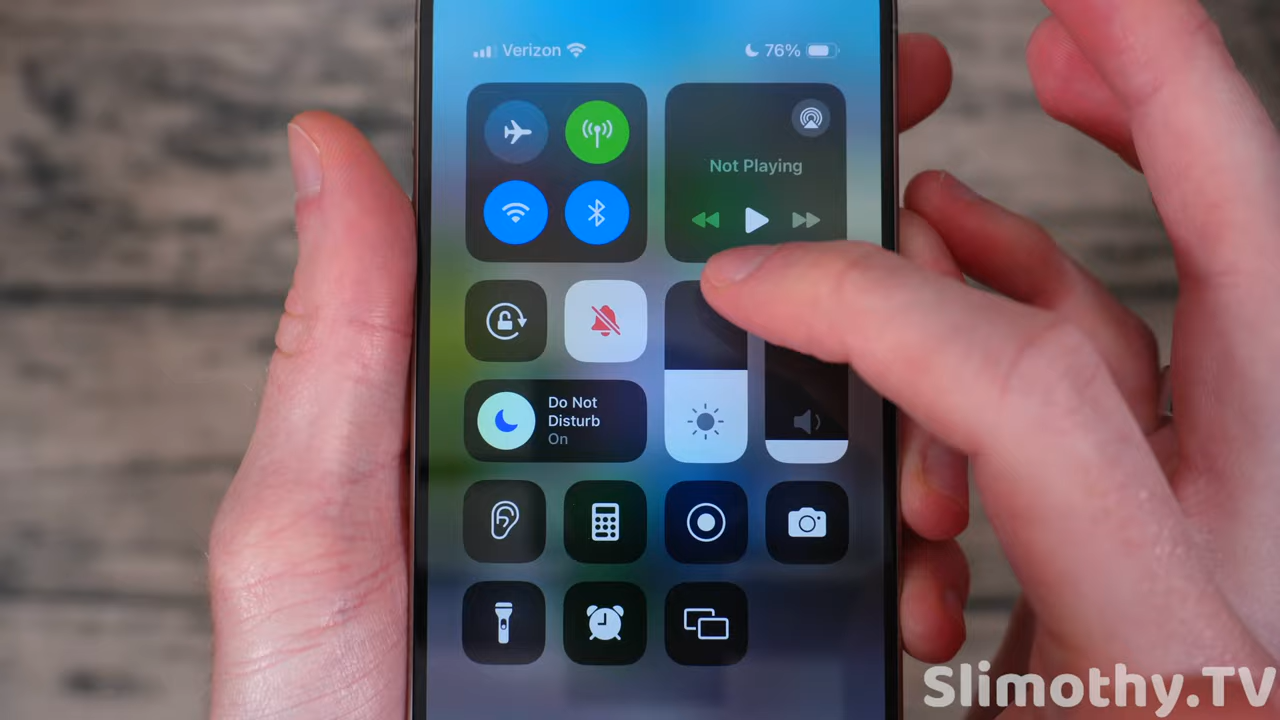 Verizon
76%
Not Playing
Do Not
Disturb
On
Slimothy.TV